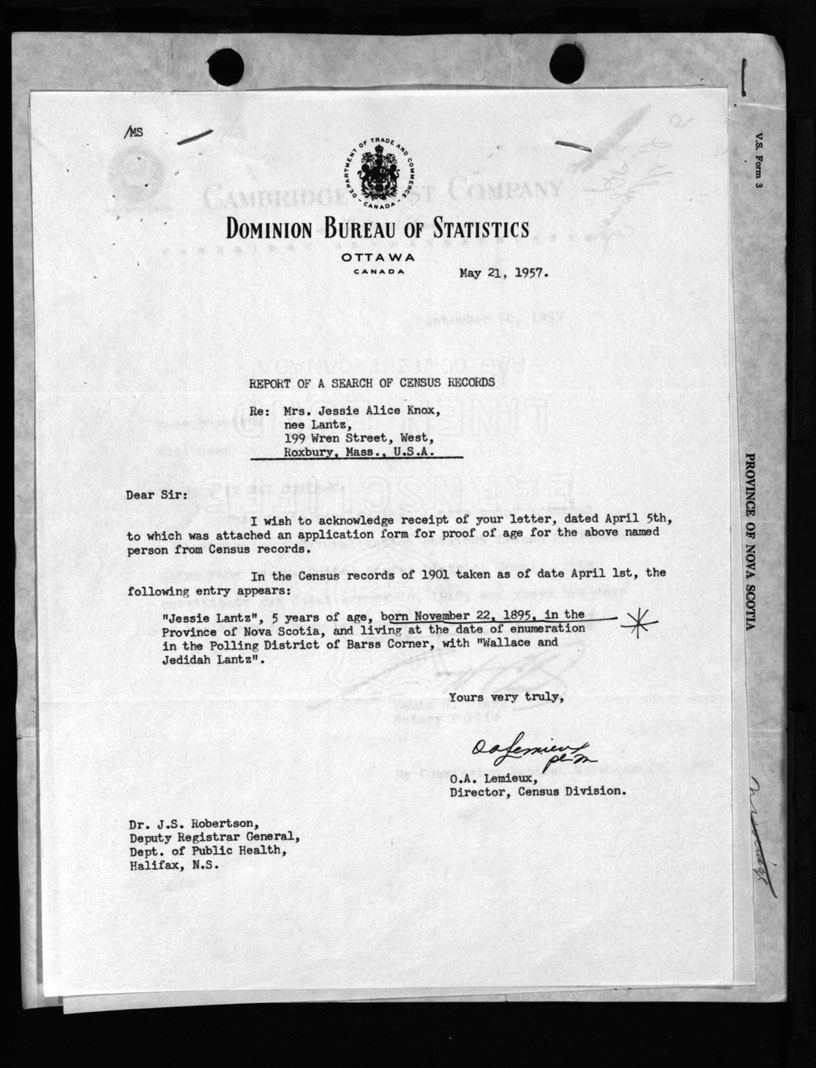 /MS
DEPARTMENT OF TRADE AND COMMERCE
CANADA
DOMINION BUREAU OF STATISTICS
OTTAWA
CANADA
May 21, 1957.
REPORT OF A SEARCH OF CENSUS RECORDS
Re: Mrs. Jessie Alice Knox,
nee Lantz,
199 Wren Street, West,
Roxbury, Mass., U.S.A.
Dear Sir:
I wish to acknowledge receipt of your letter, dated April 5th,
to which was attached an application form for proof of age for the above named
person from Census records.
In the Census records of 1901 taken as of date April 1st, the
following entry appears:
"Jessie Lantz", 5 years of age, born November 22, 1895, in the
Province of Nova Scotia, and living at the date of enumeration
in the Polling District of Barss Corner, with "Wallace and
Jedidah Lantz".
Yours very truly,
OALemieux
per m
O.A. Lemieux,
Director, Census Division.
Dr. J.S. Robertson,
Deputy Registrar General,
Dept. of Public Health,
Halifax, N.S.
V.S. Form 3
PROVINCE OF NOVA SCOTIA
CAMBRIDGE TRUST COMPANY